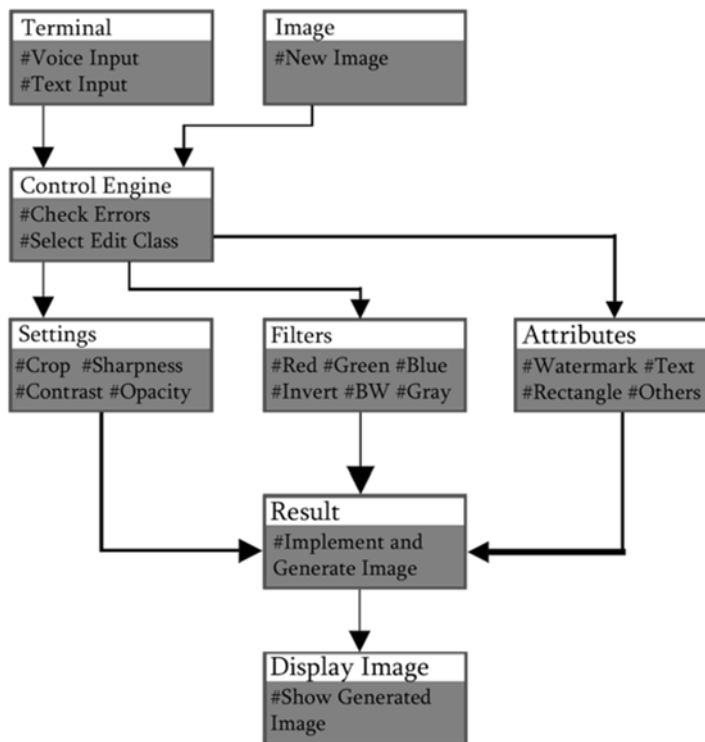 Terminal
#Voice Input
#Text Input
Image
#New Image
Control Engine
#Check Errors
#Select Edit Class
Settings
#Crop #Sharpness
#Contrast #Opacity
Filters
#Red #Green #Blue
#Invert #BW #Gray
Attributes
#Watermark #Text
#Rectangle #Others
Result
#Implement and
Generate Image
Display Image
#Show Generated
Image